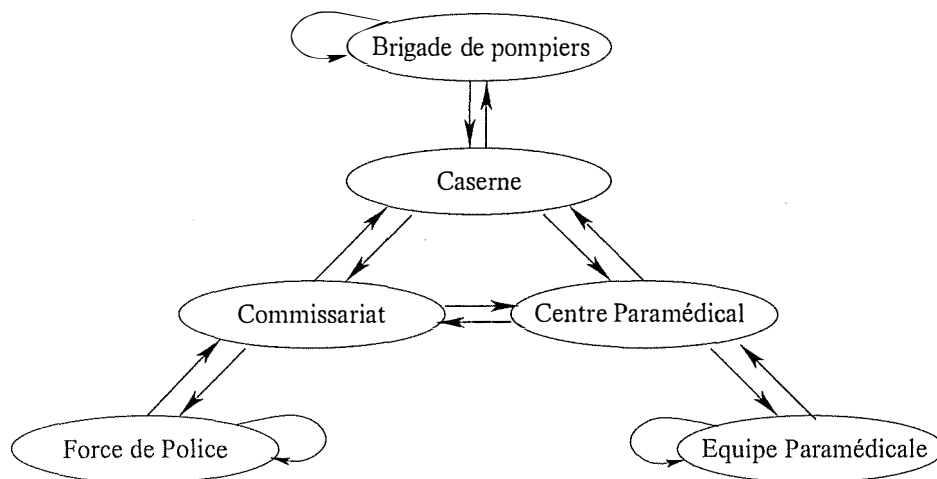 Brigade de pompiers
Caserne
Commissariat
Centre Paramédical
Force de Police
Equipe Paramédicale